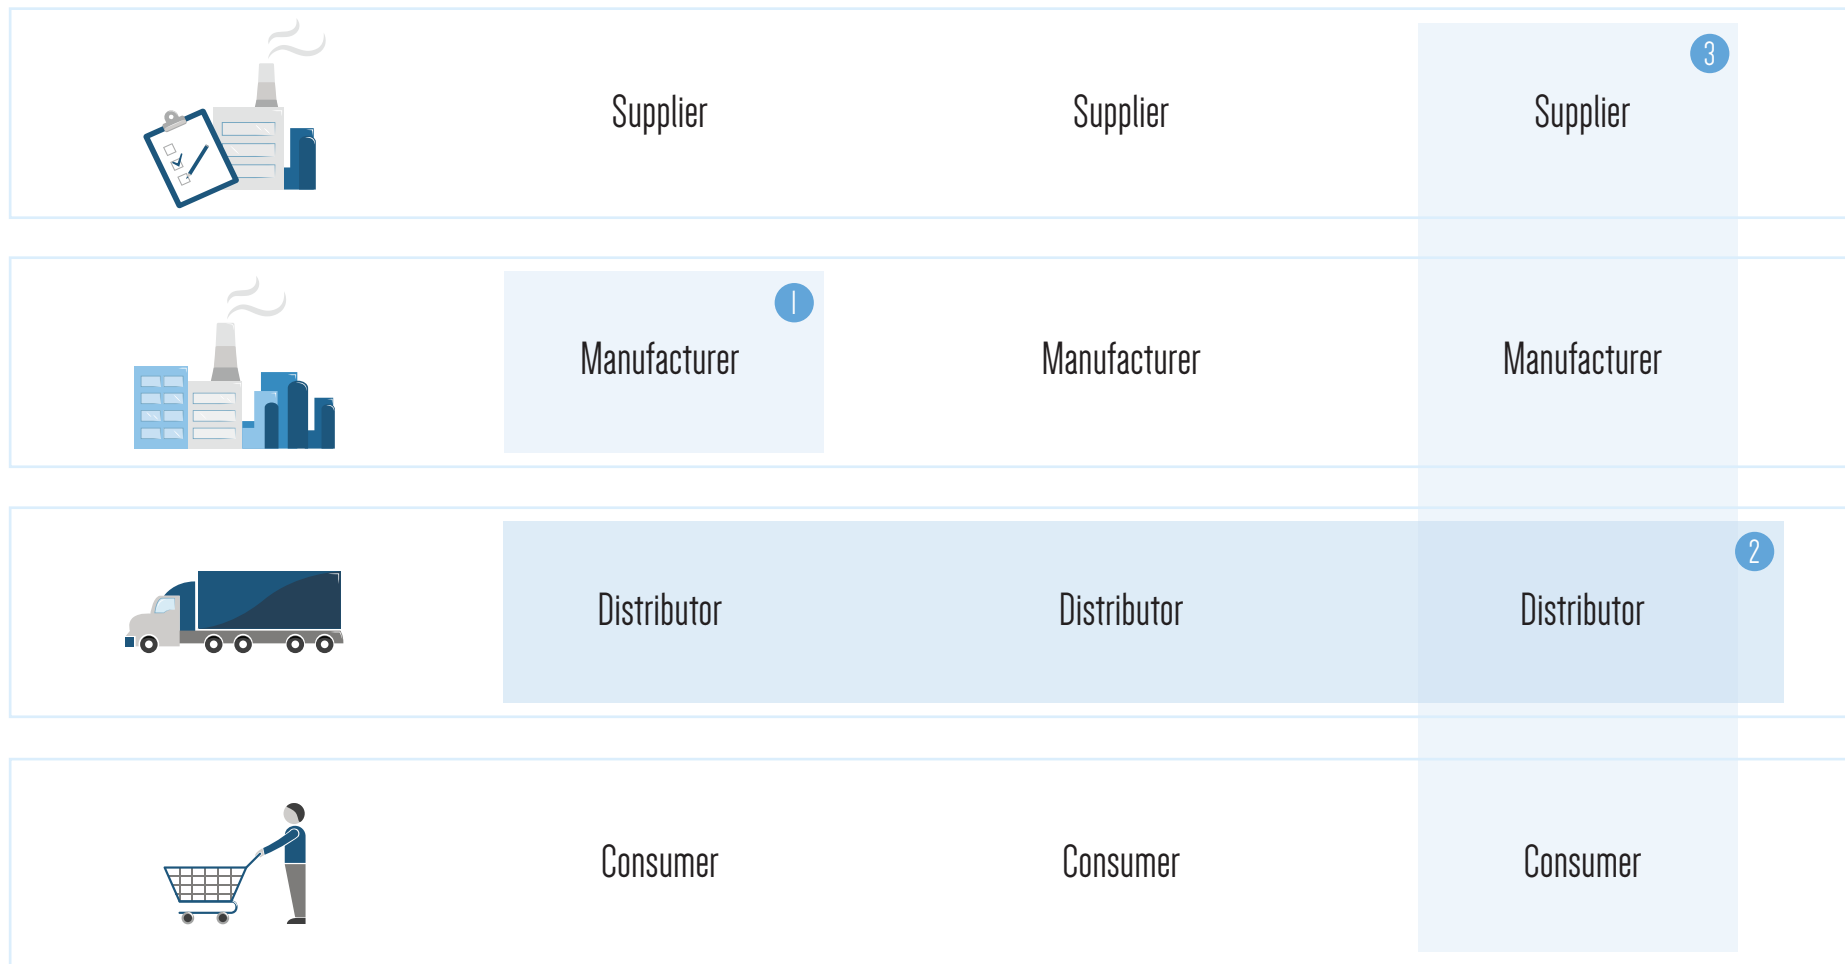 3
Supplier Supplier Supplier
1
Manufacturer Manufacturer Manufacturer
2
Distributor Distributor Distributor
Consumer Consumer Consumer